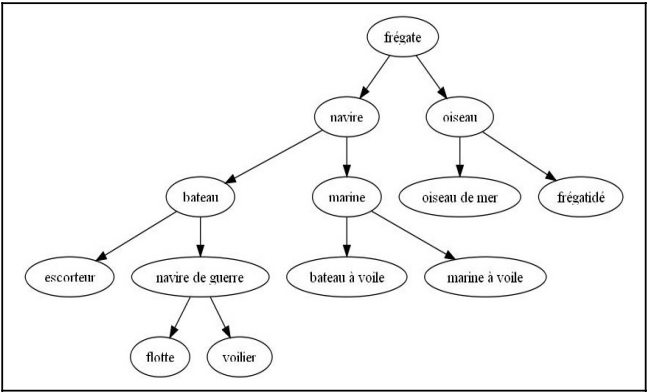 frégate
navire
oiseau
bateau
marine
oiseau de mer
frégatidé
escorteur
navire de guerre
bateau à voile
marine à voile
flotte
voilier